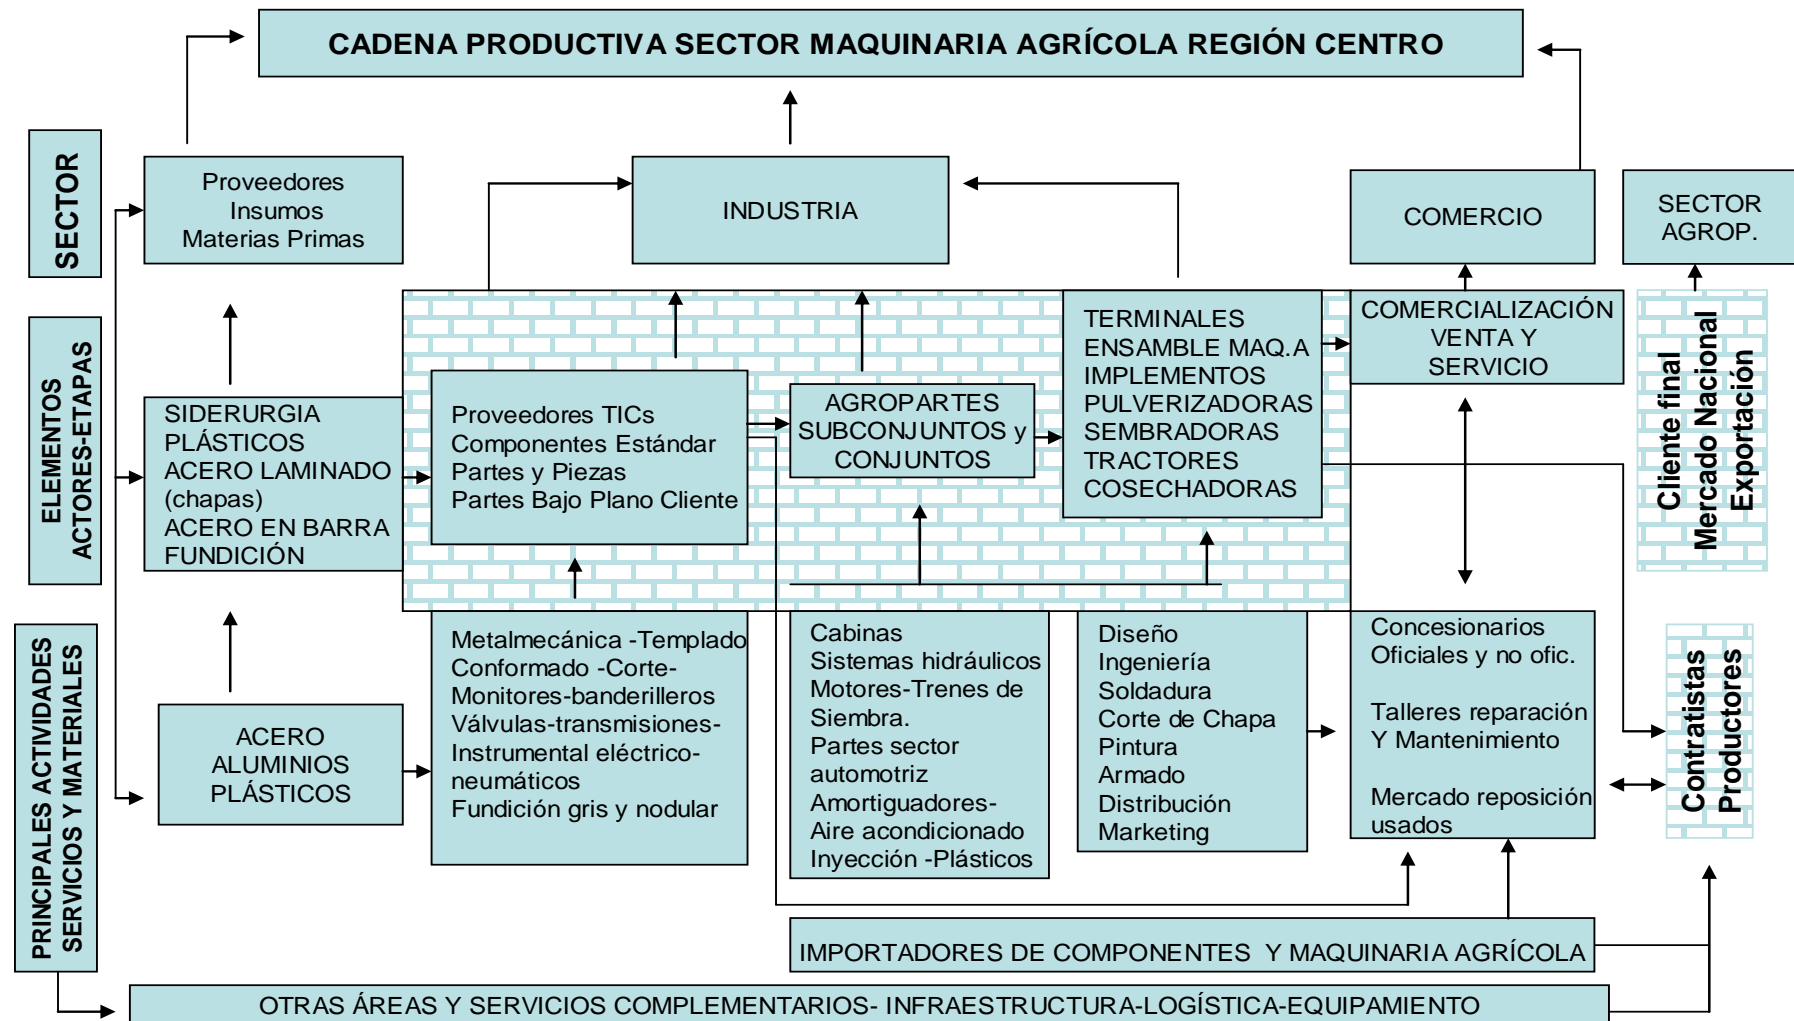 CADENA PRODUCTIVA SECTOR MAQUINARIA AGRÍCOLA REGIÓN CENTRO
SECTOR
Proveedores
Insumos
Materias Primas
INDUSTRIA
COMERCIO
SECTOR
AGROP.
ELEMENTOS
ACTORES-ETAPAS
SIDERURGIA
PLÁSTICOS
ACERO LAMINADO
(chapas)
ACERO EN BARRA
FUNDICIÓN
Proveedores TICs
Componentes Estándar
Partes y Piezas
Partes Bajo Plano Cliente
AGROPARTES
SUBCONJUNTOS y
CONJUNTOS
TERMINALES
ENSAMBLE MAQ.A
IMPLEMENTOS
PULVERIZADORAS
SEMBRADORAS
TRACTORES
COSECHADORAS
COMERCIALIZACIÓN
VENTA Y
SERVICIO
Cliente final
Mercado Nacional
Exportación
PRINCIPALES ACTIVIDADES
SERVICIOS Y MATERIALES
ACERO
ALUMINIOS
PLÁSTICOS
Metalmecánica -Templado
Conformado -Corte-
Monitores-banderilleros
Válvulas-transmisiones-
Instrumental eléctrico-
neumáticos
Fundición gris y nodular
Cabinas
Sistemas hidráulicos
Motores-Trenes de
Siembra.
Partes sector
automotriz
Amortiguadores-
Aire acondicionado
Inyección -Plásticos
Diseño
Ingeniería
Soldadura
Corte de Chapa
Pintura
Armado
Distribución
Marketing
Concesionarios
Oficiales y no ofic.
Talleres reparación
Y Mantenimiento
Mercado reposición
usados
Contratistas
Productores
IMPORTADORES DE COMPONENTES Y MAQUINARIA AGRÍCOLA
OTRAS ÁREAS Y SERVICIOS COMPLEMENTARIOS- INFRAESTRUCTURA-LOGÍSTICA-EQUIPAMIENTO